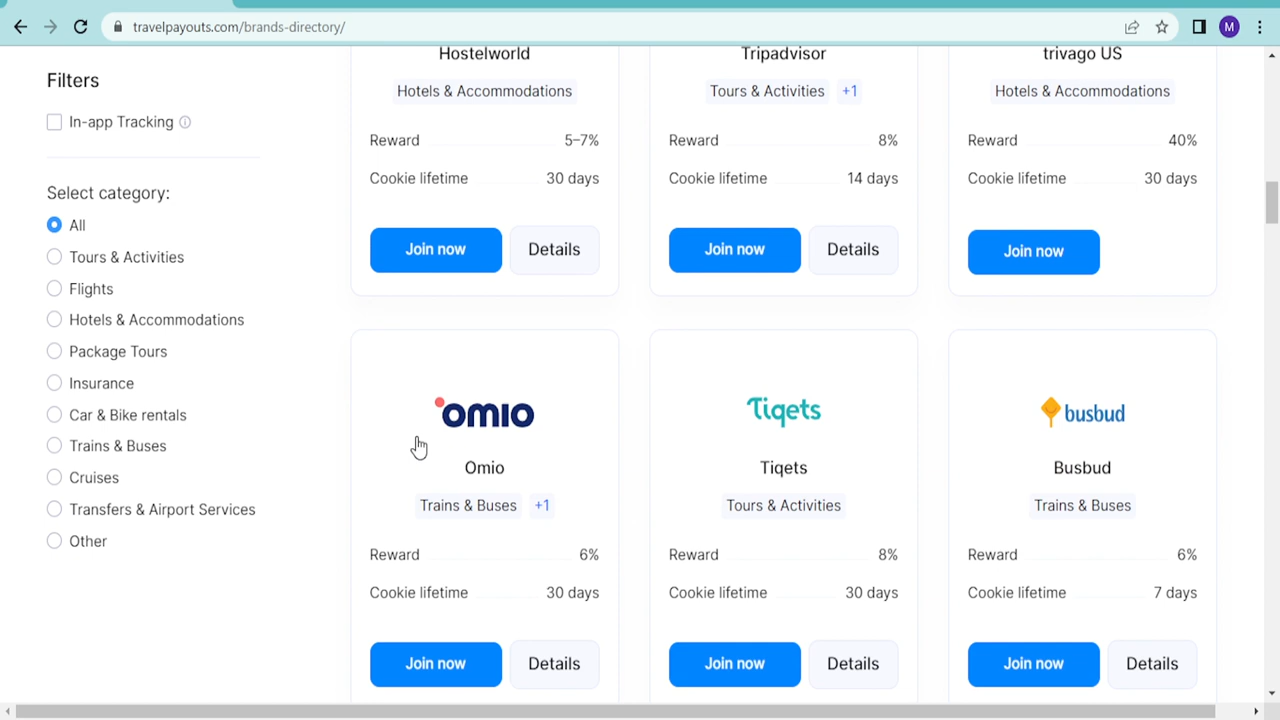 travelpayouts.com/brands-directory/
M
Filters
In-app Tracking
Select category:
All
Tours & Activities
Flights
Hotels & Accommodations
Package Tours
Insurance
Car & Bike rentals
Trains & Buses
Cruises
Transfers & Airport Services
Other
Hostelworld
Hotels & Accommodations
Reward 5–7%
Cookie lifetime 30 days
Join now Details
Tripadvisor
Tours & Activities +1
Reward 8%
Cookie lifetime 14 days
Join now Details
trivago US
Hotels & Accommodations
Reward 40%
Cookie lifetime 30 days
Join now
omio
Omio
Trains & Buses +1
Reward 6%
Cookie lifetime 30 days
Join now Details
Tiqets
Tiqets
Tours & Activities
Reward 8%
Cookie lifetime 30 days
Join now Details
busbud
Busbud
Trains & Buses
Reward 6%
Cookie lifetime 7 days
Join now Details